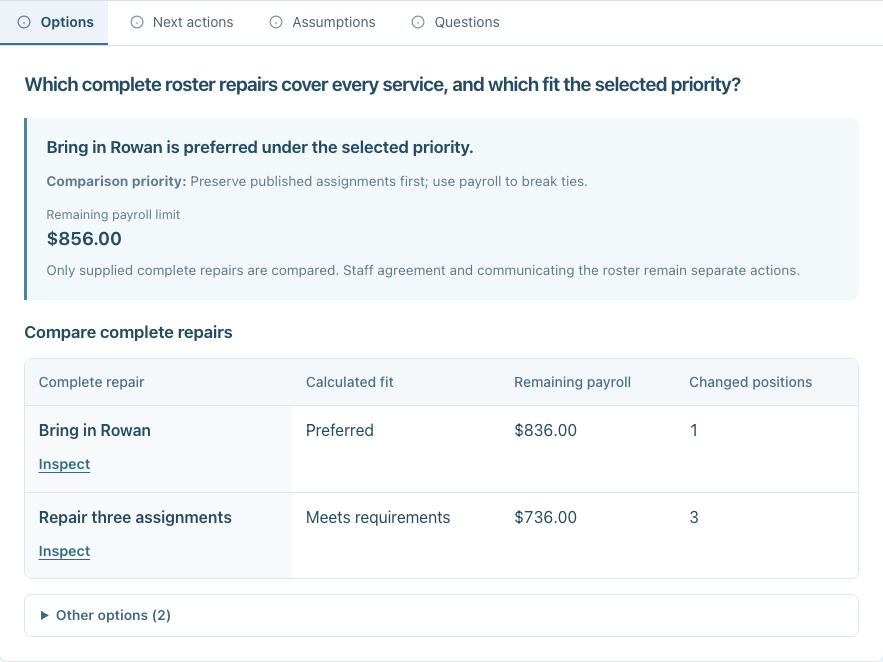 Options
Next actions
Assumptions
Questions
Which complete roster repairs cover every service, and which fit the selected priority?
Bring in Rowan is preferred under the selected priority.
Comparison priority: Preserve published assignments first; use payroll to break ties.
Remaining payroll limit
$856.00
Only supplied complete repairs are compared. Staff agreement and communicating the roster remain separate actions.
Compare complete repairs
Complete repair Calculated fit Remaining payroll Changed positions
Bring in Rowan Preferred $836.00 1
Inspect
Repair three assignments Meets requirements $736.00 3
Inspect
Other options (2)